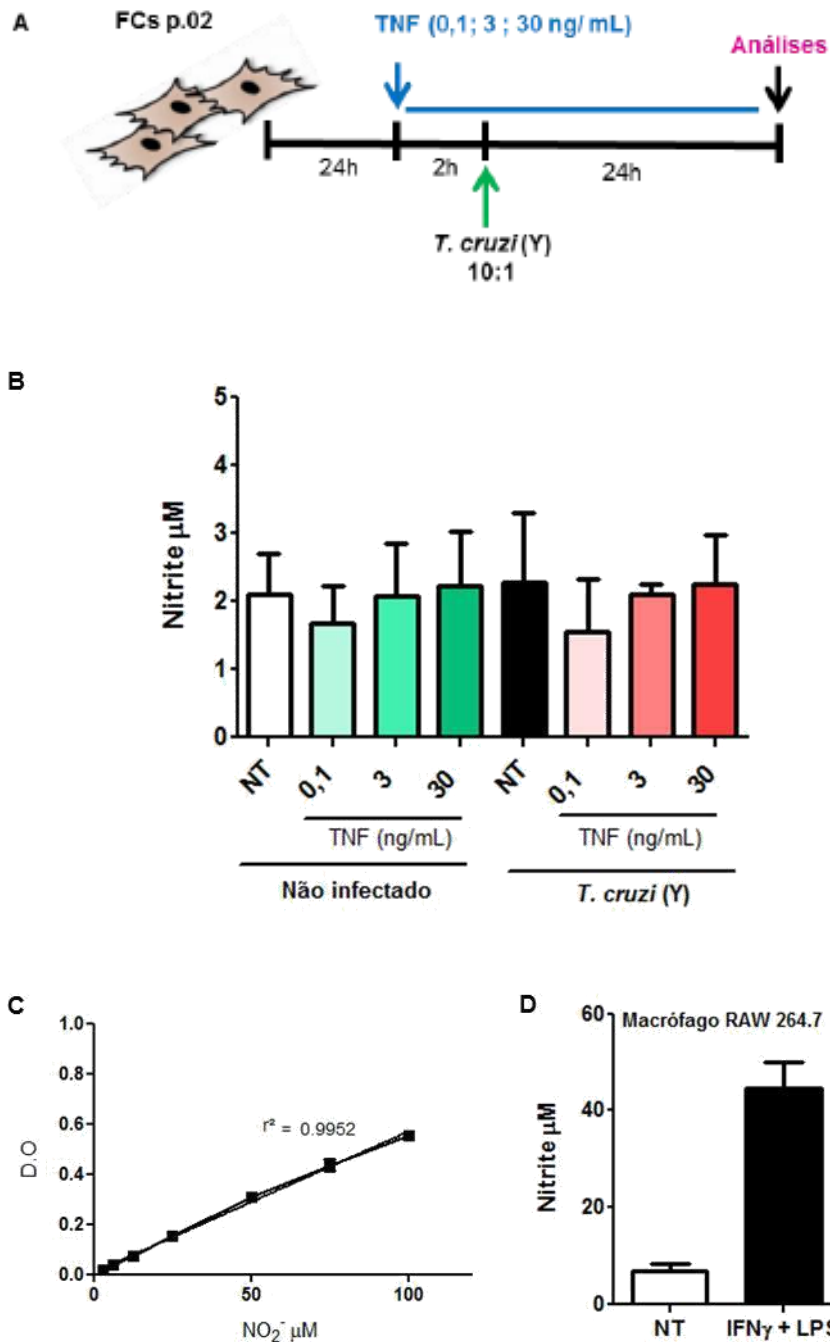 A
FCs p.02
TNF (0,1; 3 ; 30 ng/ mL)
Análises
24h
2h
24h
T. cruzi (Y)
10:1
B
Nitrite µM
5
4
3
2
1
0
NT
0,1
3
30
NT
0,1
3
30
TNF (ng/mL)
TNF (ng/mL)
Não infectado
T. cruzi (Y)
C
D.O
1.0
0.8
0.6
0.4
0.2
0.0
r² = 0.9952
0
50
100
NO₂⁻ µM
D
Macrófago RAW 264.7
Nitrite µM
60
40
20
0
NT
IFNγ + LPS